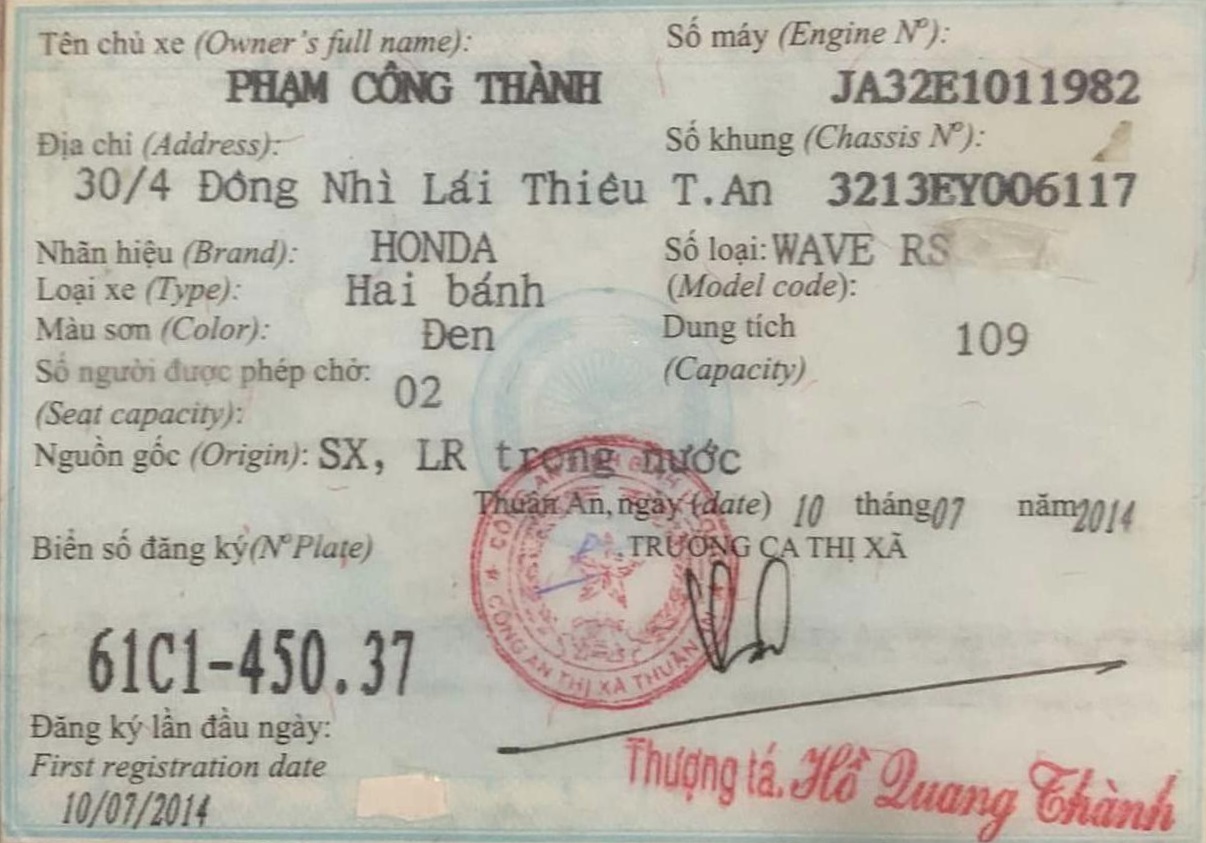 Tên chủ xe (Owner's full name):
PHẠM CÔNG THÀNH
Số máy (Engine Nº):
JA32E1011982
Địa chỉ (Address):
30/4 Đông Nhì Lái Thiêu T.An
Số khung (Chassis Nº):
3213EY006117
Nhãn hiệu (Brand): HONDA
Số loại: WAVE RS
(Model code):
Loại xe (Type): Hai bánh
Màu sơn (Color): Đen
Dung tích 109
(Capacity)
Số người được phép chở: 02
(Seat capacity):
Nguồn gốc (Origin): SX, LR trong nước
Thuận An, ngày (date) 10 tháng 07 năm 2014
TRƯỞNG CA THỊ XÃ
CÔNG AN THỊ XÃ THUẬN
Biển số đăng ký (Nº Plate)
61C1-450.37
Đăng ký lần đầu ngày:
First registration date
10/07/2014
Thượng tá. Hồ Quang Thành